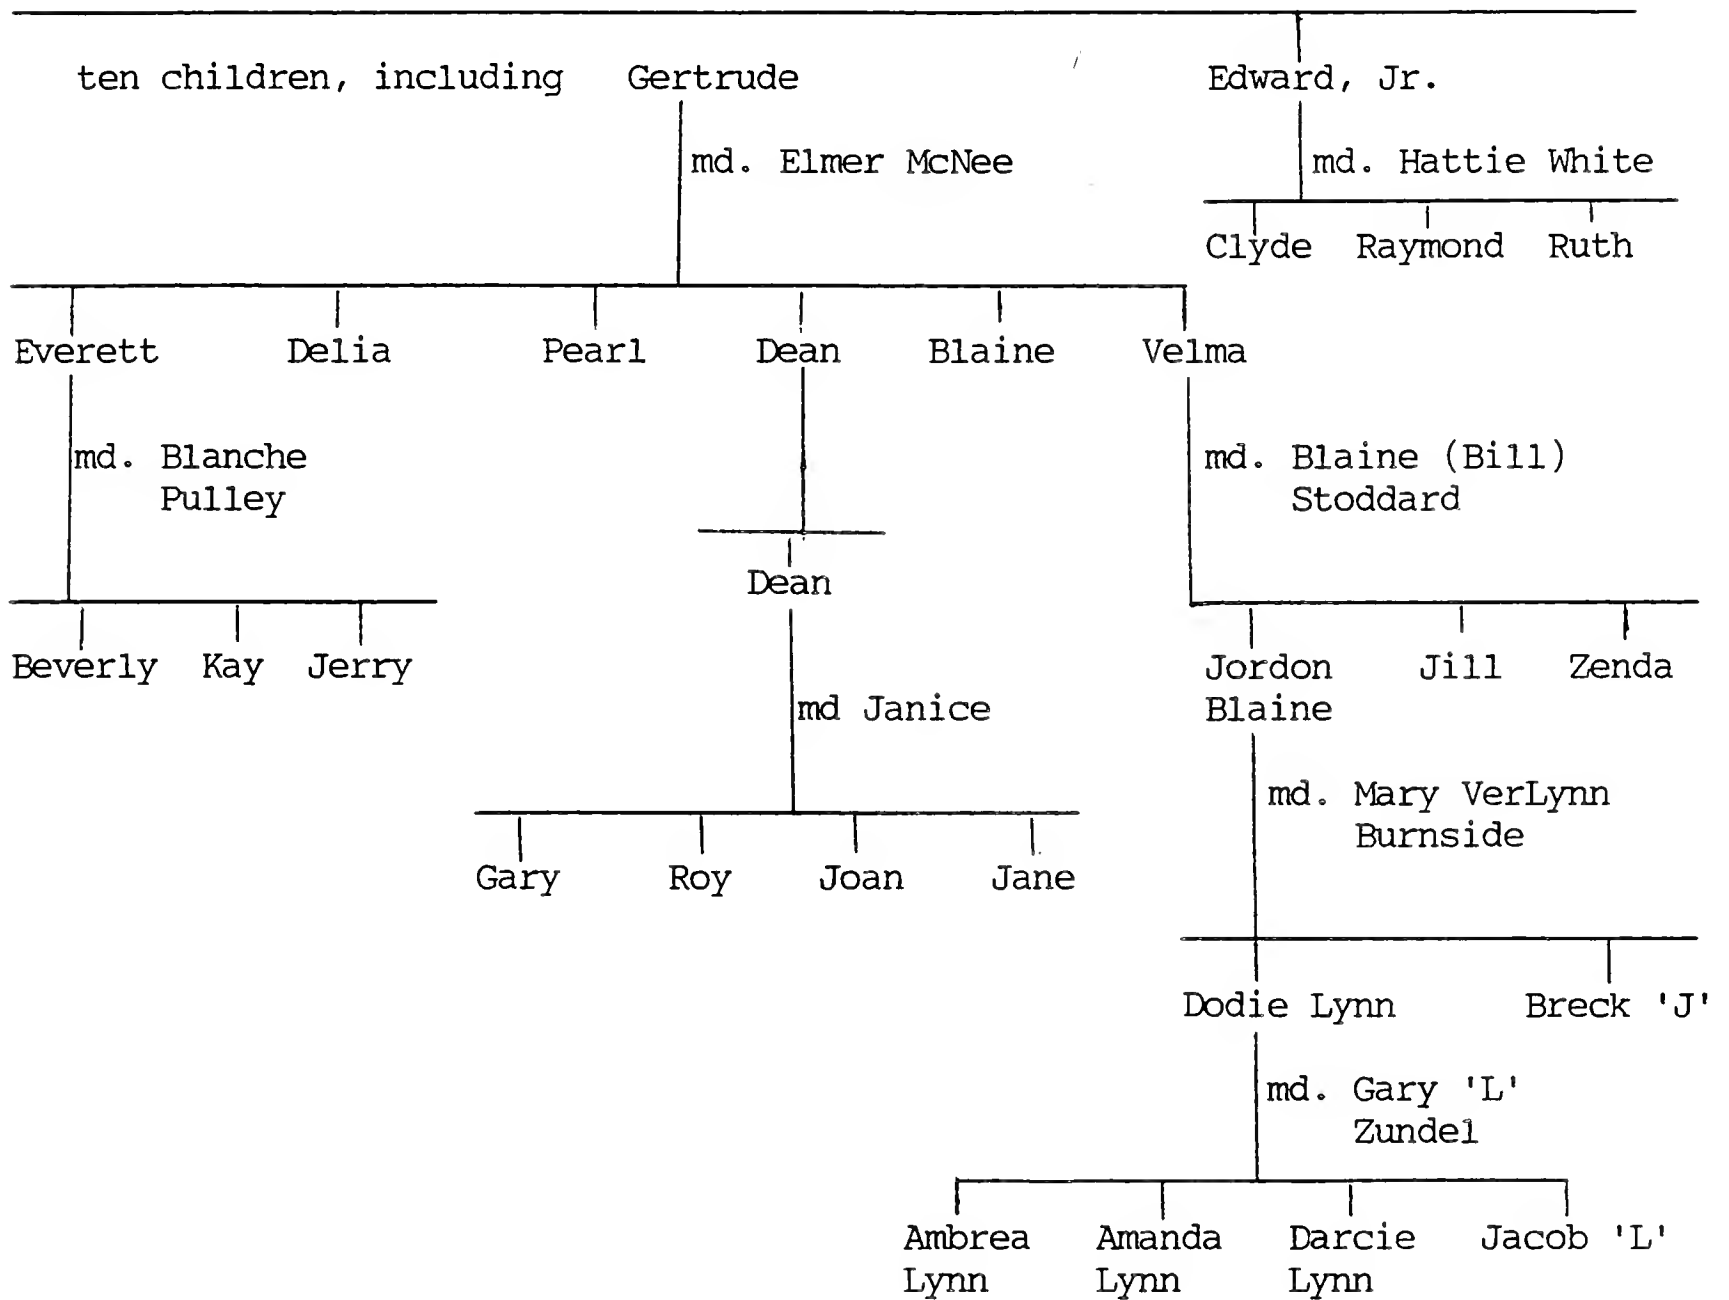 ten children, including Gertrude Edward, Jr.
md. Elmer McNee md. Hattie White
Clyde Raymond Ruth
Everett Delia Pearl Dean Blaine Velma
md. Blanche md. Blaine (Bill)
Pulley Stoddard
Dean
Beverly Kay Jerry Jordon Jill Zenda
md Janice Blaine
md. Mary VerLynn
Burnside
Gary Roy Joan Jane
Dodie Lynn Breck 'J'
md. Gary 'L'
Zundel
Ambrea Amanda Darcie Jacob 'L'
Lynn Lynn Lynn